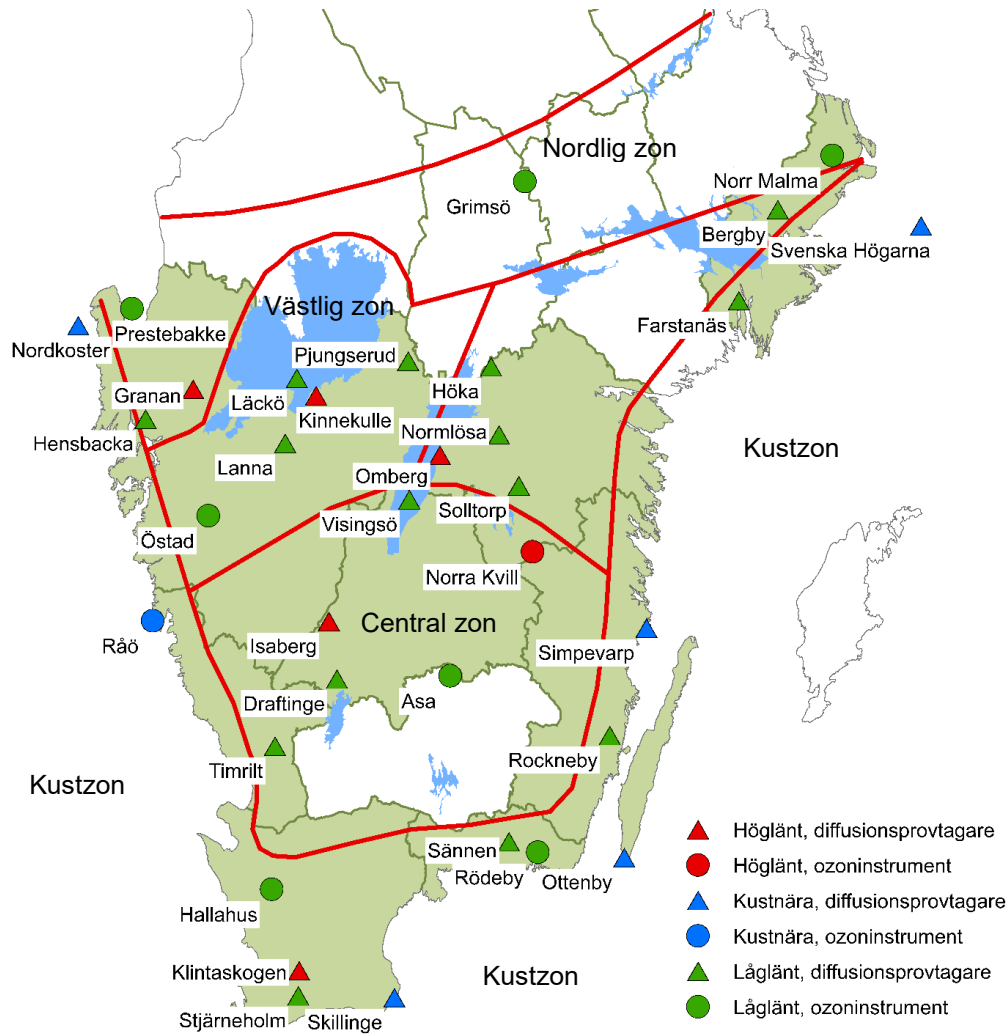 Nordlig zon
Norr Malma
Grimsö
Bergby
Svenska Högarna
Västlig zon
Farstanäs
Prestebakke
Nordkoster
Pjungserud
Höka
Granan
Läckö
Kinnekulle
Hensbacka
Normlösa
Kustzon
Lanna
Omberg
Solltorp
Visingsö
Östad
Norra Kvill
Central zon
Råö
Isaberg
Simpevarp
Draftinge
Asa
Rockneby
Timrilt
Kustzon
Höglänt, diffusionsprovtagare
Sännen
Höglänt, ozoninstrument
Rödeby
Ottenby
Kustnära, diffusionsprovtagare
Hallahus
Kustnära, ozoninstrument
Klintaskogen
Kustzon
Låglänt, diffusionsprovtagare
Stjärneholm
Skillinge
Låglänt, ozoninstrument